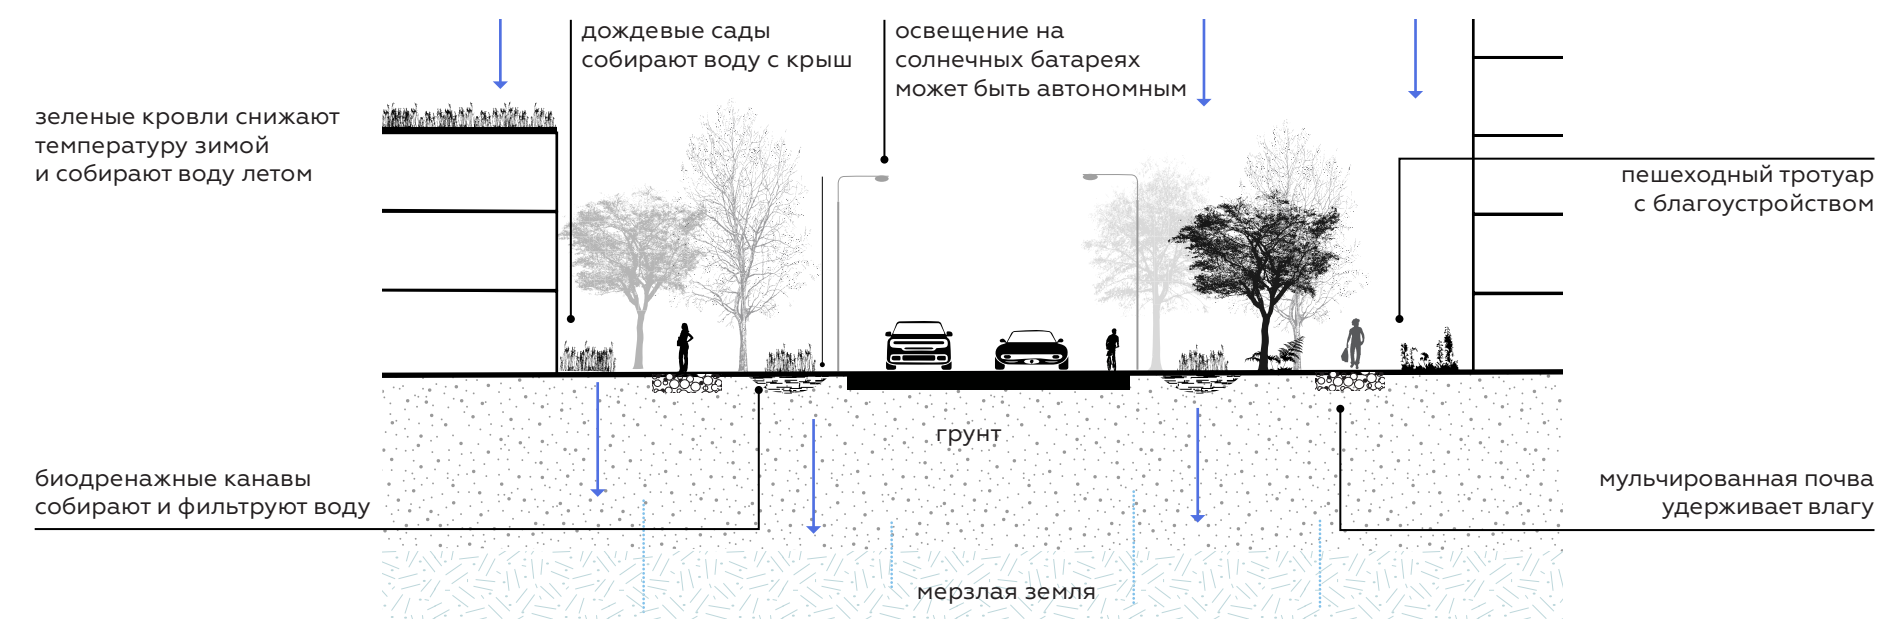 дождевые сады
собирают воду с крыш
освещение на
солнечных батареях
может быть автономным
зеленые кровли снижают
температуру зимой
и собирают воду летом
пешеходный тротуар
с благоустройством
грунт
биодренажные канавы
собирают и фильтруют воду
мульчированная почва
удерживает влагу
мерзлая земля